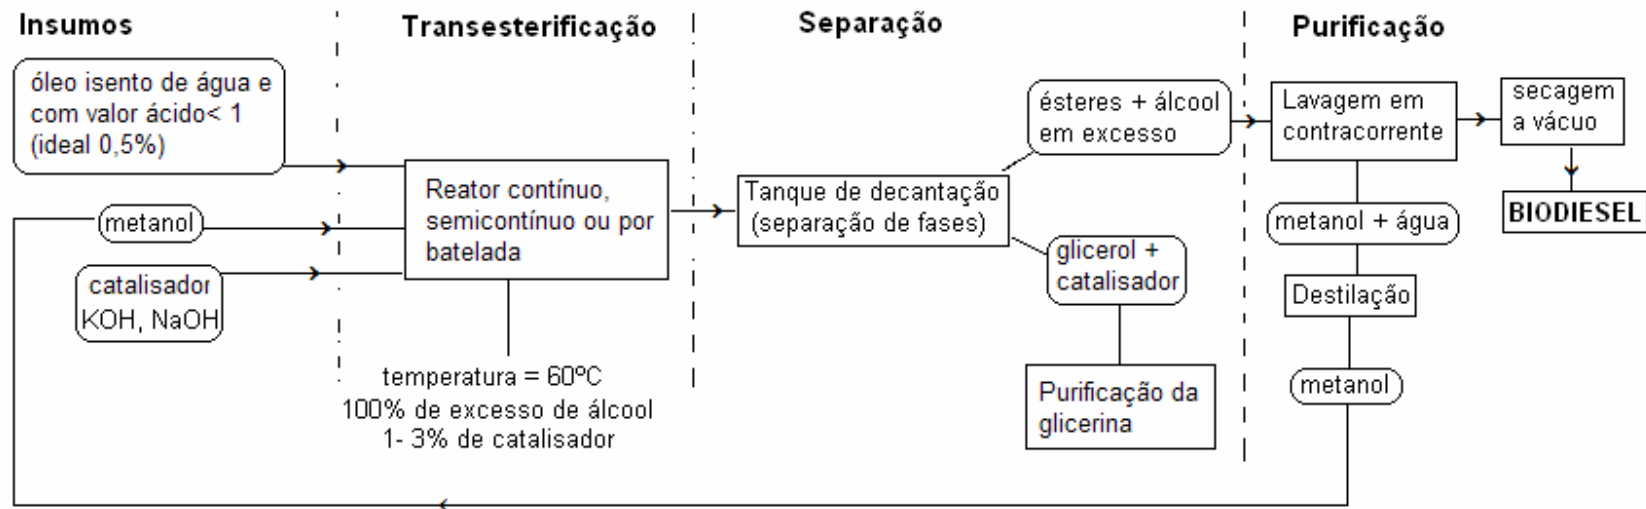 Insumos
Transesterificação
Separação
Purificação
óleo isento de água e
com valor ácido< 1
(ideal 0,5%)
metanol
catalisador
KOH, NaOH
Reator contínuo,
semicontínuo ou por
batelada
temperatura = 60ºC
100% de excesso de álcool
1- 3% de catalisador
Tanque de decantação
(separação de fases)
ésteres + álcool
em excesso
glicerol +
catalisador
Purificação da
glicerina
Lavagem em
contracorrente
secagem
a vácuo
BIODIESEL
metanol + água
Destilação
metanol